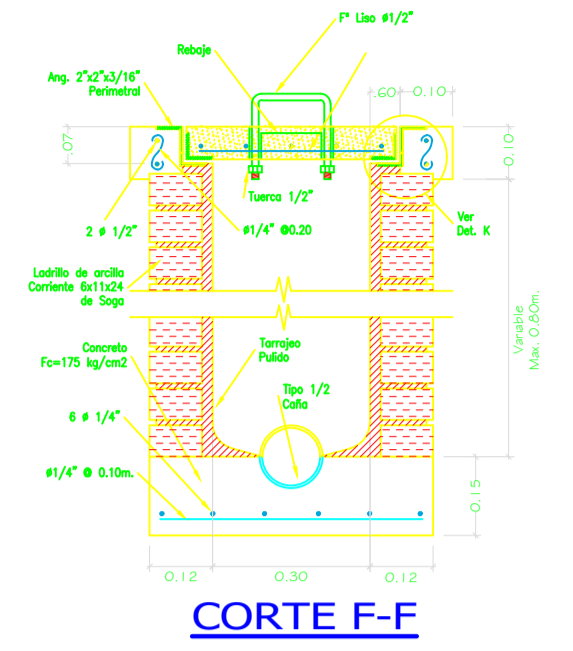 Fº Liso ø1/2"
Rebaje
Ang. 2"x2"x3/16"
Perimetral
.60
0.10
.07
0.10
Tuerca 1/2"
2 ø 1/2"
ø1/4" @0.20
Ver
Det. K
Ladrillo de arcilla
Corriente 6x11x24
de Soga
Variable
Max. 0.80m.
Concreto
Fc=175 kg/cm2
Tarrajeo
Pulido
Tipo 1/2
Caña
6 ø 1/4"
ø1/4" @ 0.10m.
0.15
0.12
0.30
0.12
CORTE F-F